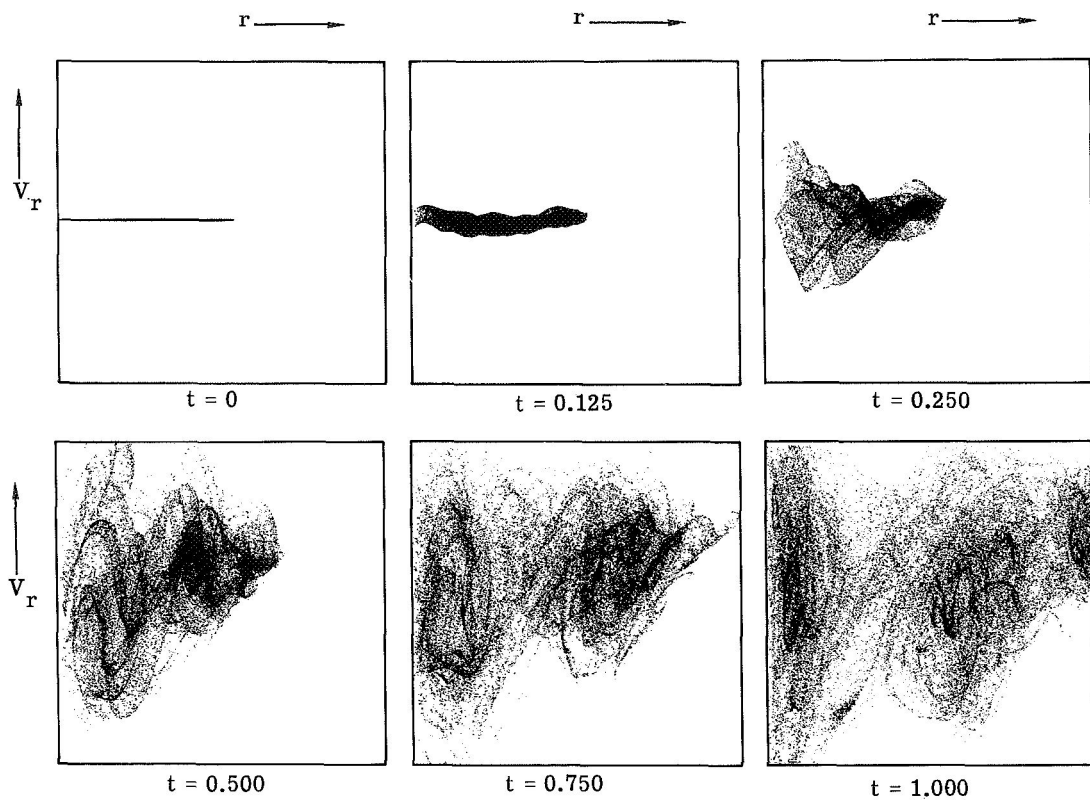 r r r
V_r
t = 0 t = 0.125 t = 0.250
V_r
t = 0.500 t = 0.750 t = 1.000